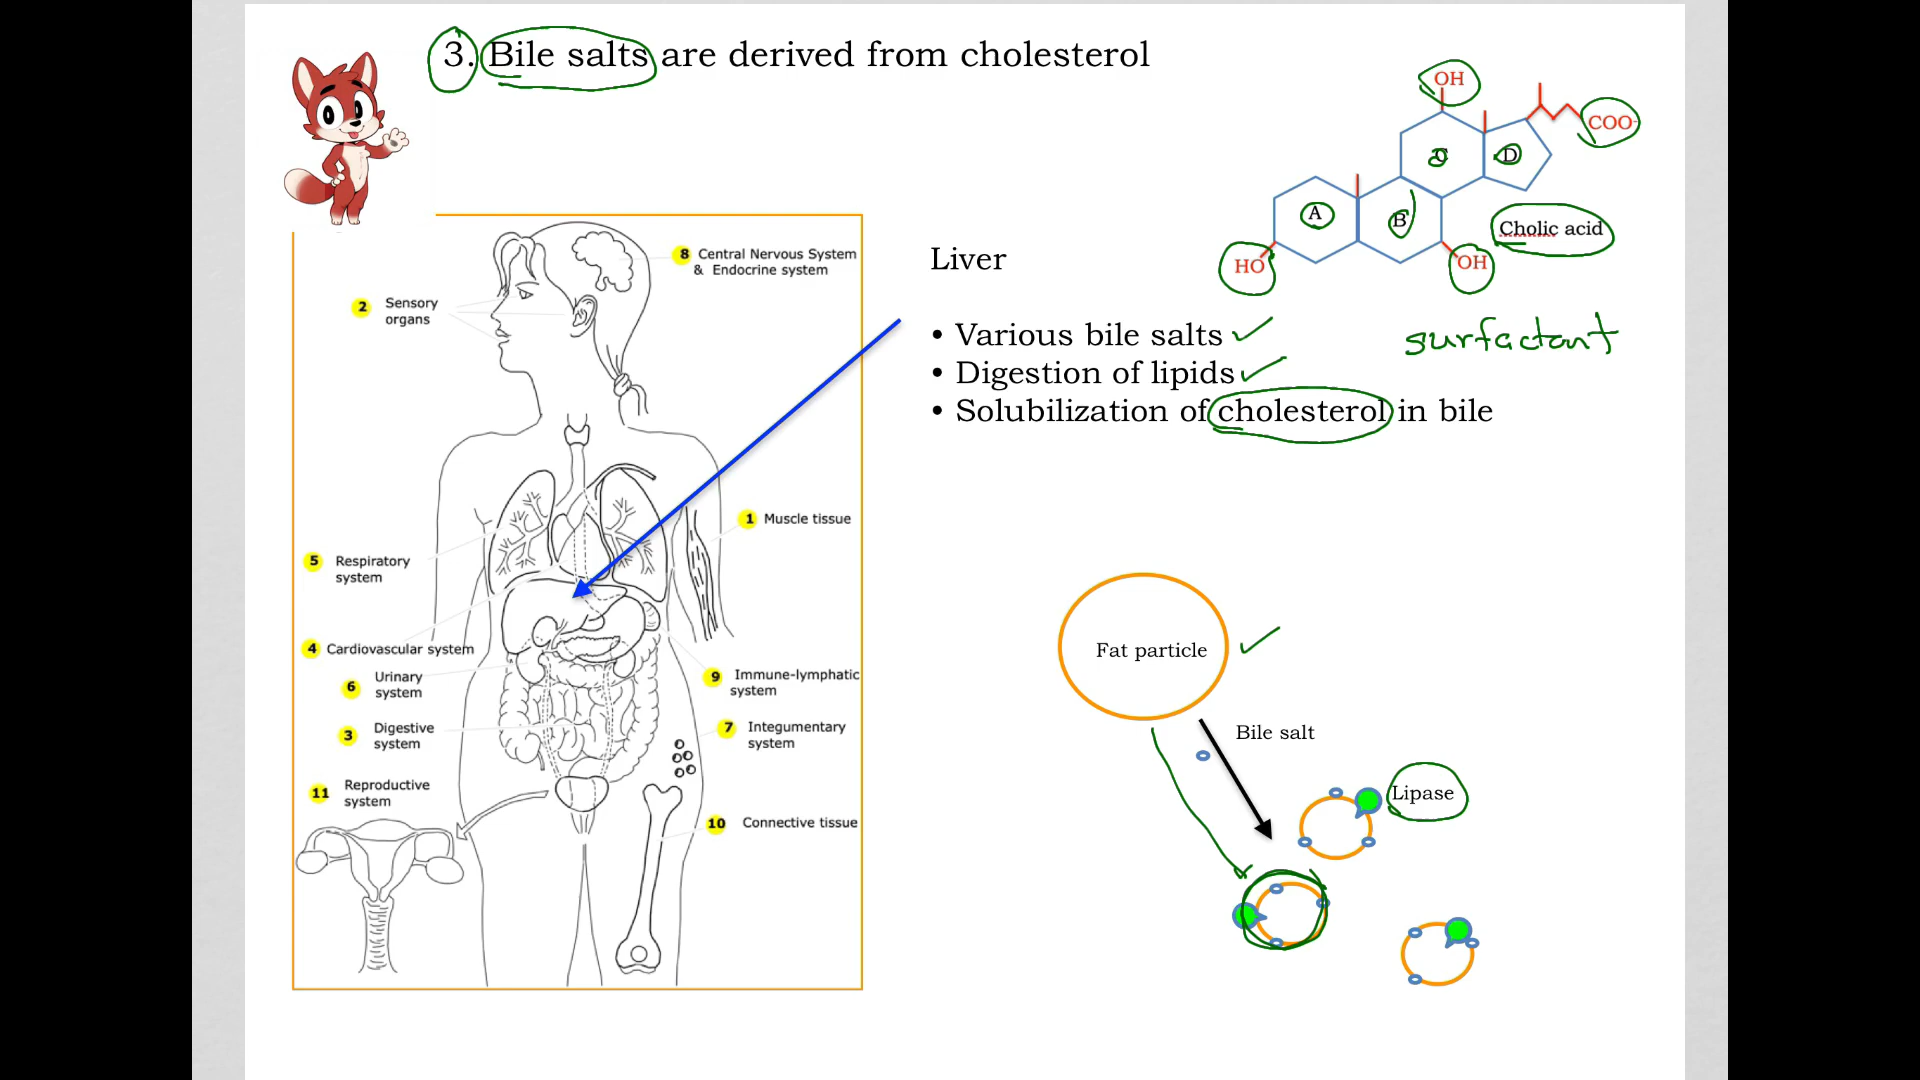 3. Bile salts are derived from cholesterol
OH
COO-
C
D
A
B
Cholic acid
HO
OH
surfactant
Liver
• Various bile salts
• Digestion of lipids
• Solubilization of cholesterol in bile
8 Central Nervous System
& Endocrine system
2 Sensory
organs
1 Muscle tissue
5 Respiratory
system
4 Cardiovascular system
6 Urinary
system
9 Immune-lymphatic
system
3 Digestive
system
7 Integumentary
system
11 Reproductive
system
10 Connective tissue
Fat particle
Bile salt
Lipase